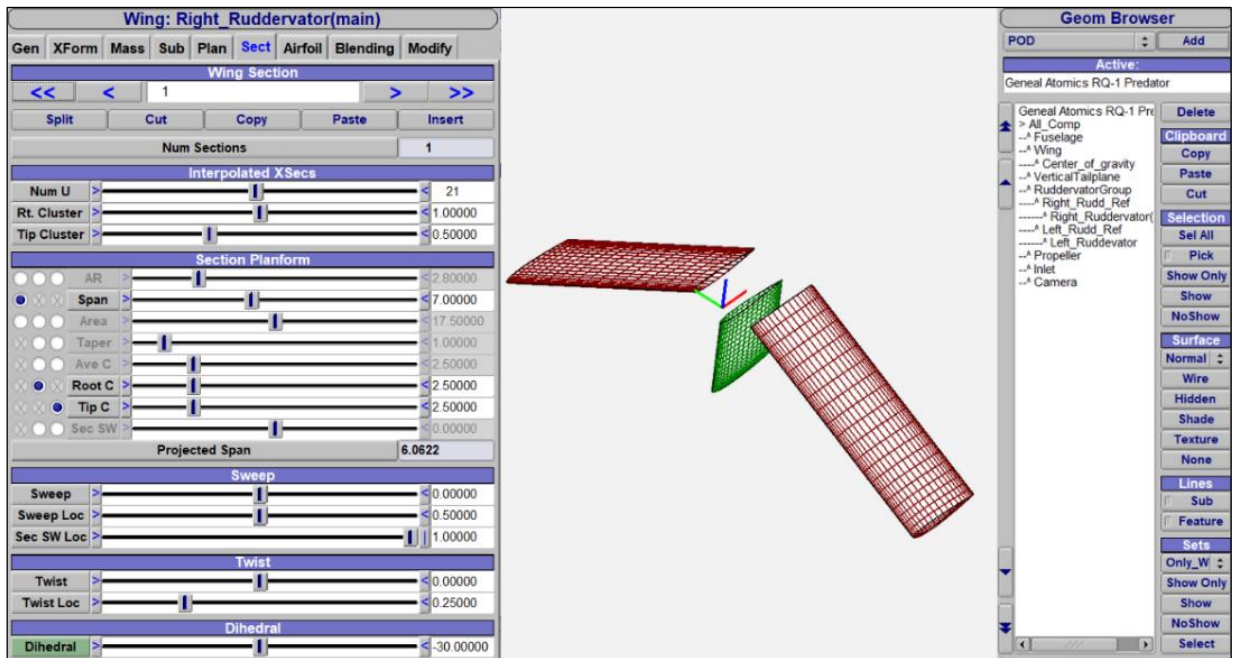 Wing: Right_Ruddervator(main)
Gen XForm Mass Sub Plan Sect Airfoil Blending Modify
Wing Section
<< < 1 > >>
Split Cut Copy Paste Insert
Num Sections 1
Interpolated XSecs
Num U > < 21
Rt. Cluster > < 1.00000
Tip Cluster > < 0.50000
Section Planform
AR > < 2.80000
Span > < 7.00000
Area > < 17.50000
Taper > < 1.00000
Ave C > < 2.50000
Root C > < 2.50000
Tip C > < 2.50000
Sec SW > < 0.00000
Projected Span 6.0622
Sweep
Sweep > < 0.00000
Sweep Loc > < 0.50000
Sec SW Loc > | 1.00000
Twist
Twist > < 0.00000
Twist Loc > < 0.25000
Dihedral
Dihedral > < -30.00000
Geom Browser
POD Add
Active:
Geneal Atomics RQ-1 Predator
Geneal Atomics RQ-1 Pre
> All_Comp
--^ Fuselage
--^ Wing
----^ Center_of_gravity
--^ VerticalTailplane
--^ RuddervatorGroup
----^ Right_Rudd_Ref
------^ Right_Ruddervator(
----^ Left_Rudd_Ref
------^ Left_Ruddevator
--^ Propeller
--^ Inlet
--^ Camera
Delete
Clipboard
Copy
Paste
Cut
Selection
Sel All
Pick
Show Only
Show
NoShow
Surface
Normal
Wire
Hidden
Shade
Texture
None
Lines
Sub
Feature
Sets
Only_W
Show Only
Show
NoShow
Select